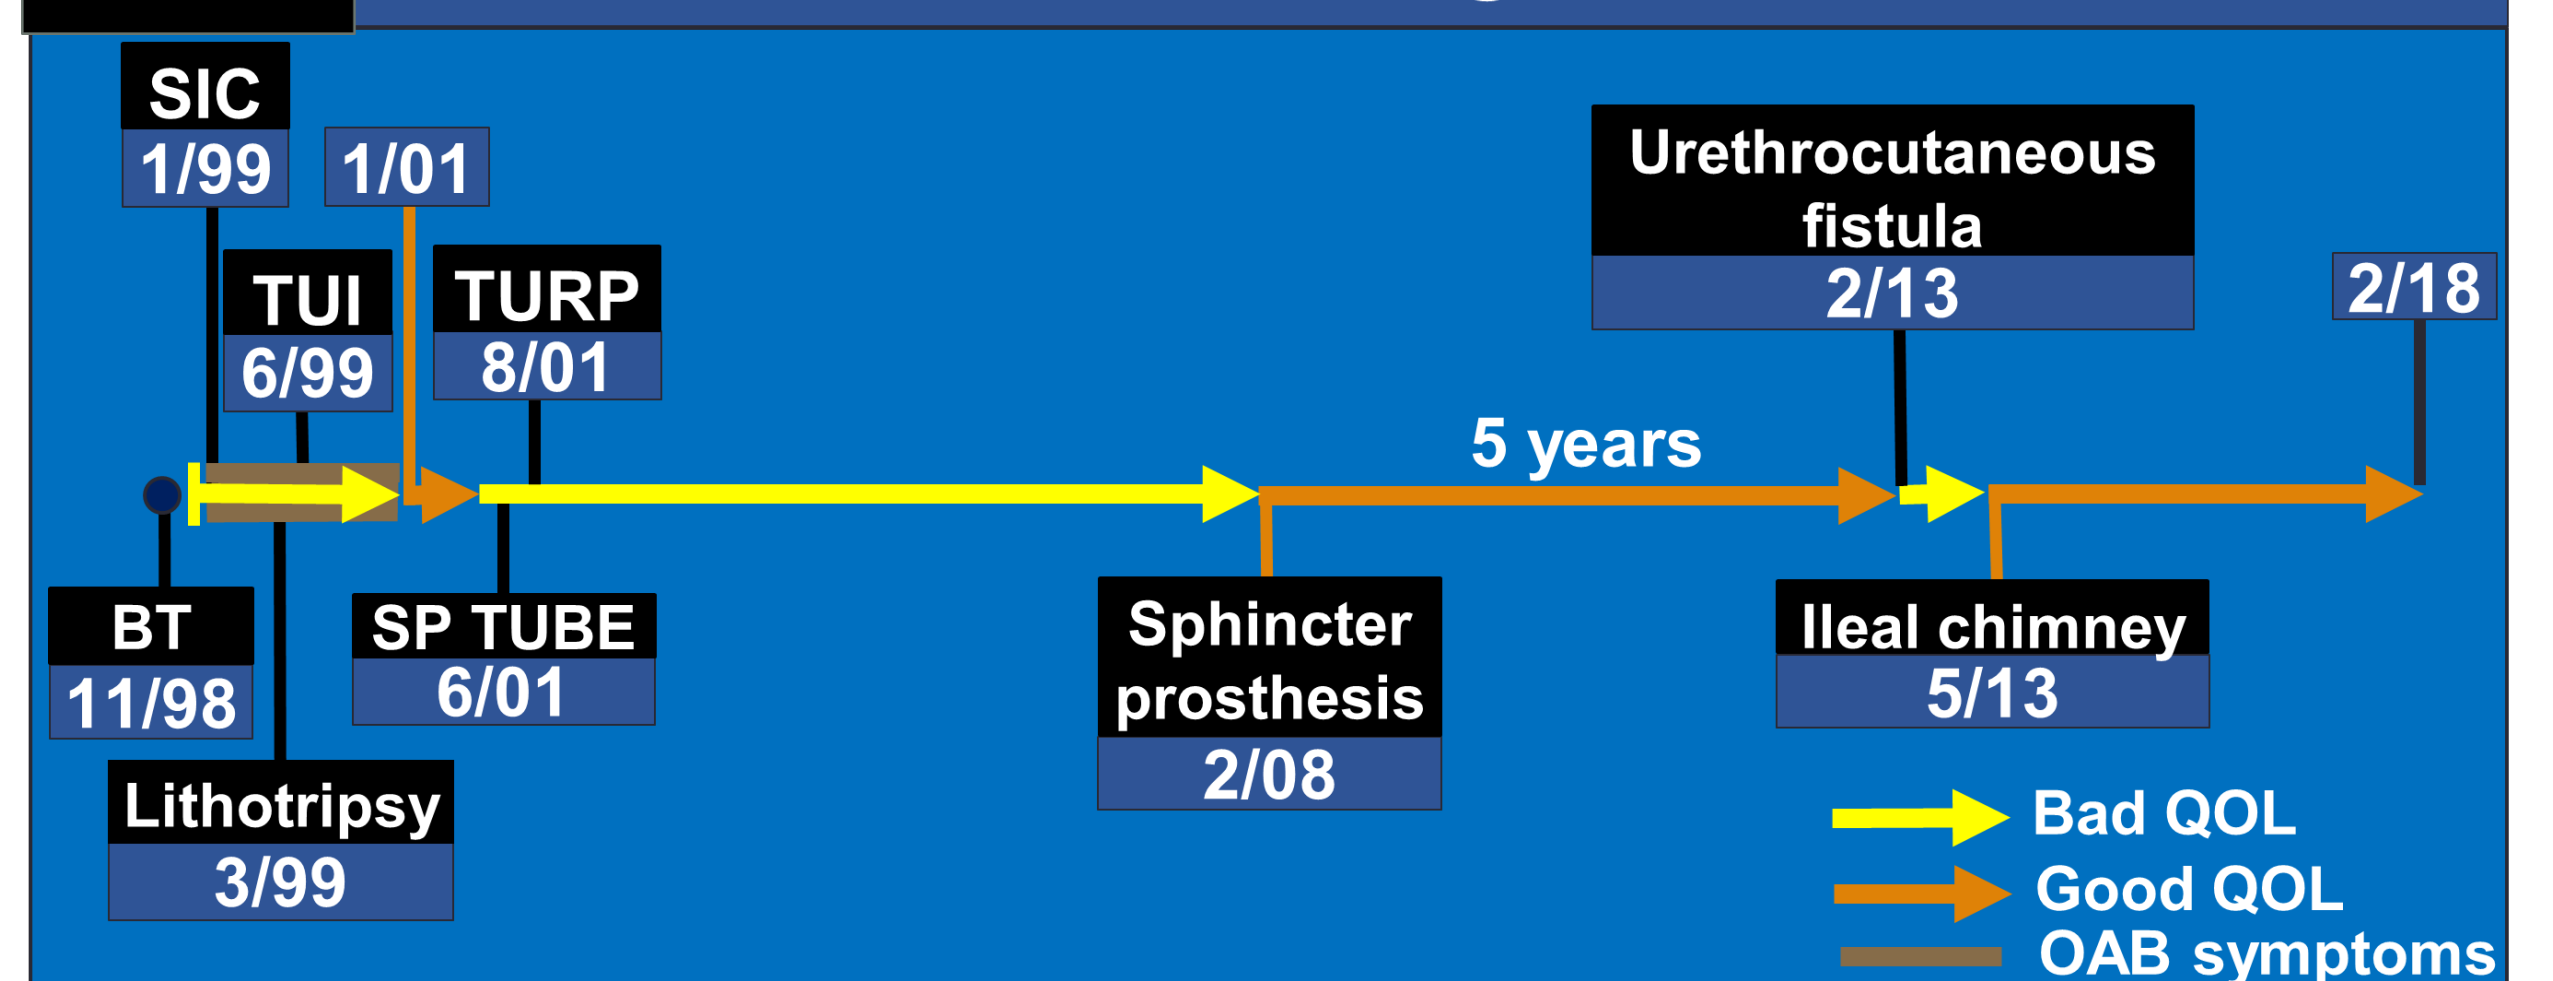 SIC
1/99
1/01
TUI
6/99
TURP
8/01
Urethrocutaneous
fistula
2/13
2/18
5 years
BT
11/98
SP TUBE
6/01
Lithotripsy
3/99
Sphincter
prosthesis
2/08
Ileal chimney
5/13
Bad QOL
Good QOL
OAB symptoms